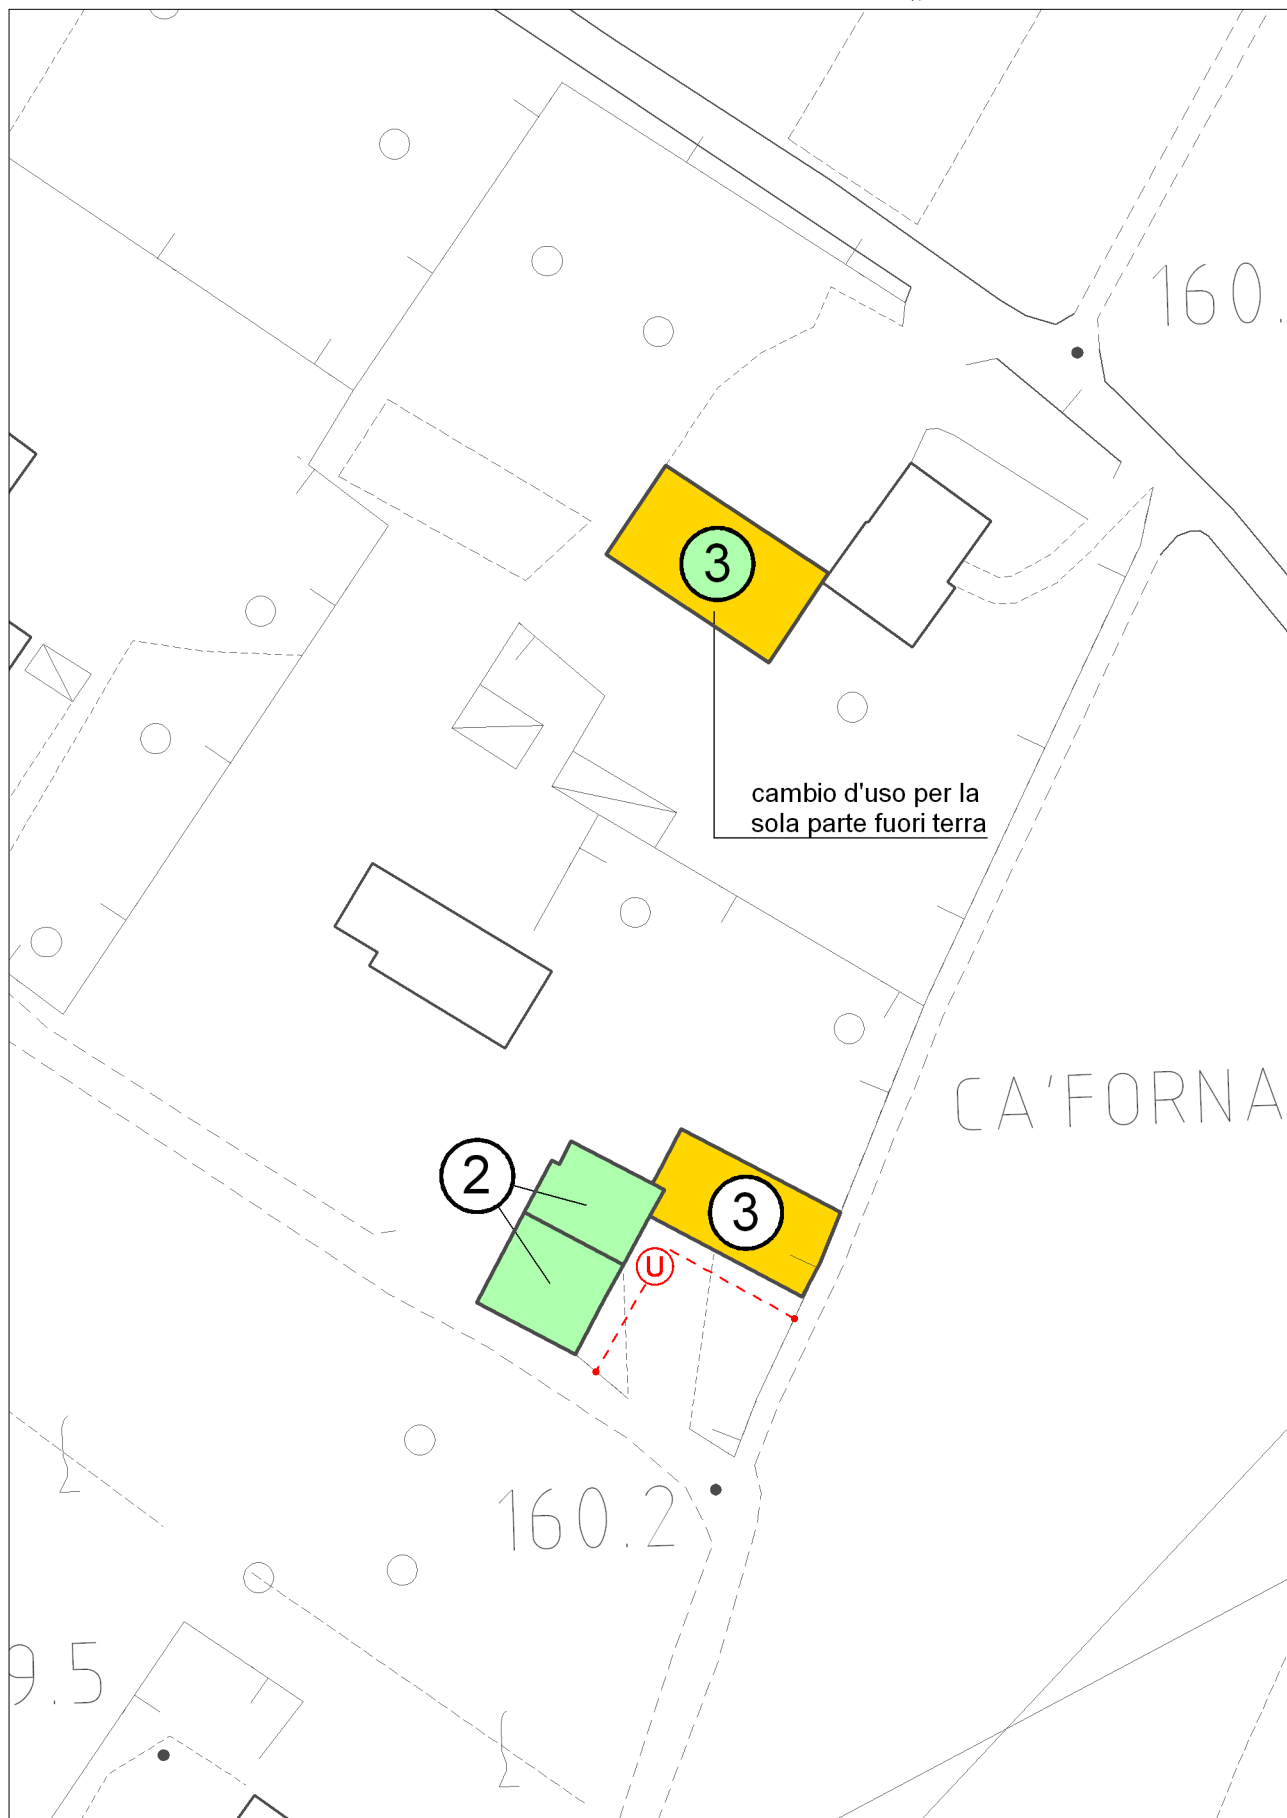 160.
3
cambio d'uso per la
sola parte fuori terra
CA'FORNA
2
3
U
160.2
9.5